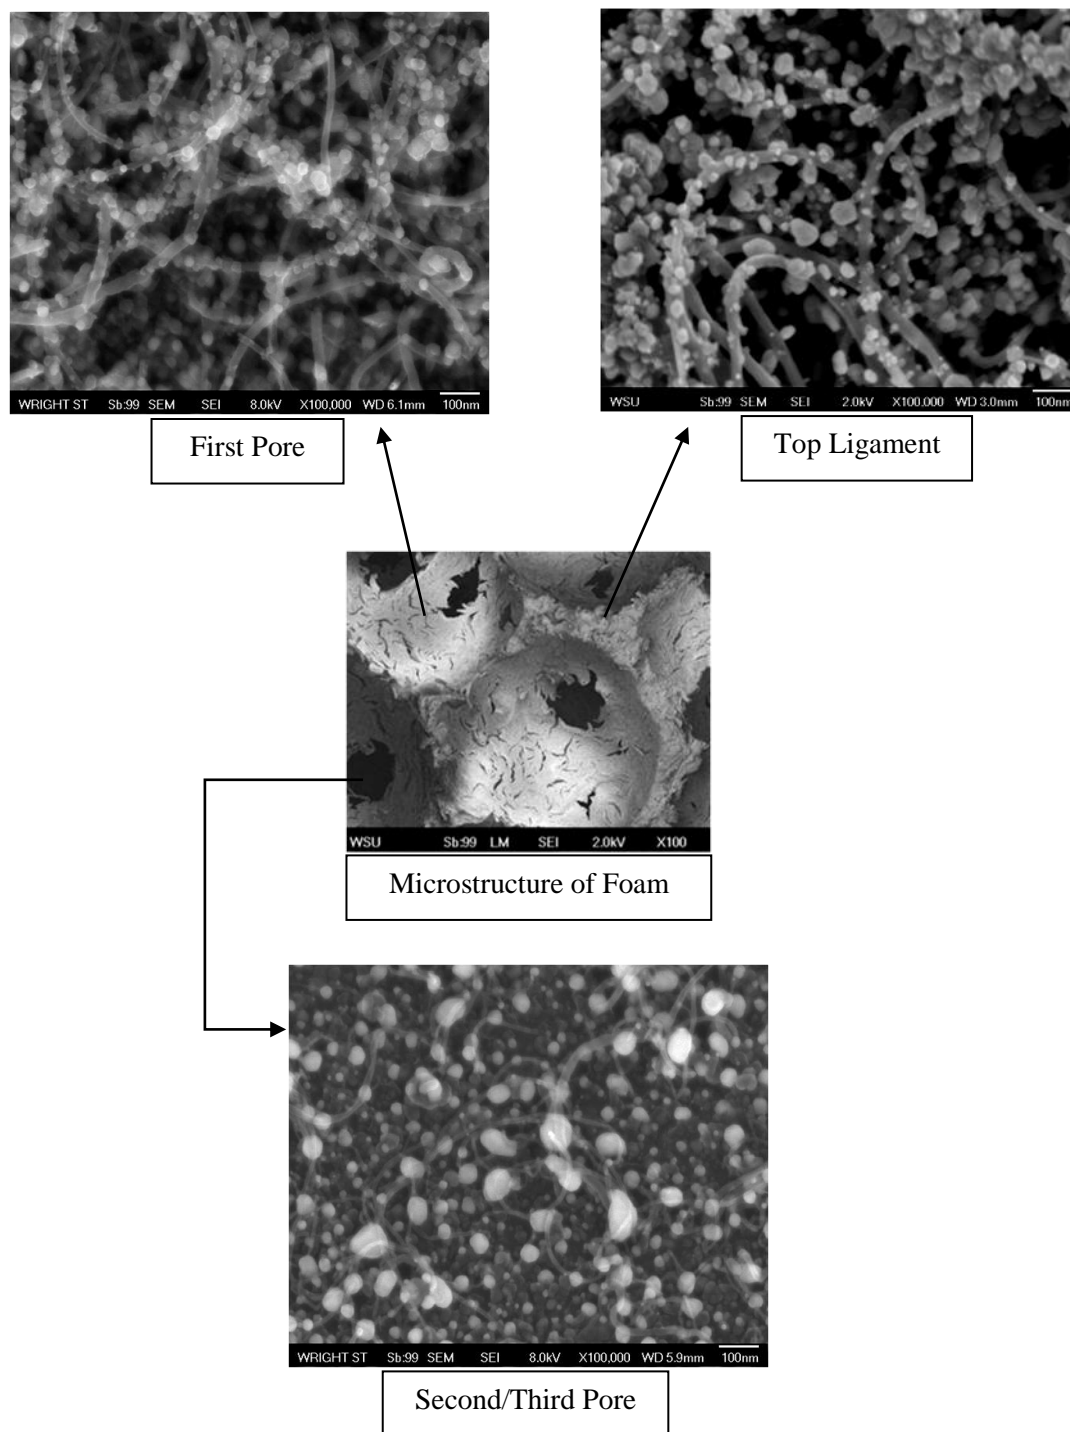 WRIGHT ST Sb:99 SEM SEI 8.0kV X100,000 WD 6.1mm 100nm
WSU Sb:99 SEM SEI 2.0kV X100,000 WD 3.0mm 100nm
First Pore
Top Ligament
WSU Sb:99 LM SEI 2.0kV X100
Microstructure of Foam
WRIGHT ST Sb:99 SEM SEI 8.0kV X100,000 WD 5.9mm 100nm
Second/Third Pore